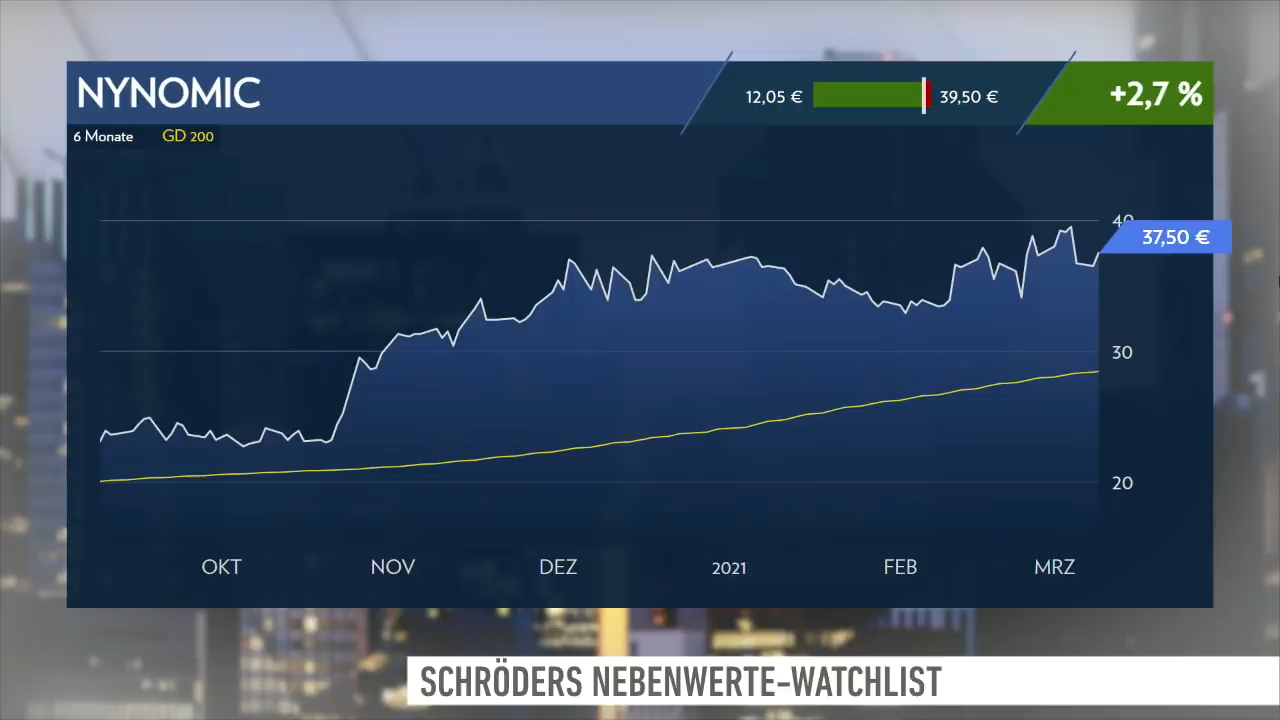 NYNOMIC
12,05 €
39,50 €
+2,7 %
6 Monate
GD 200
40
37,50 €
30
20
OKT
NOV
DEZ
2021
FEB
MRZ
SCHRÖDERS NEBENWERTE-WATCHLIST